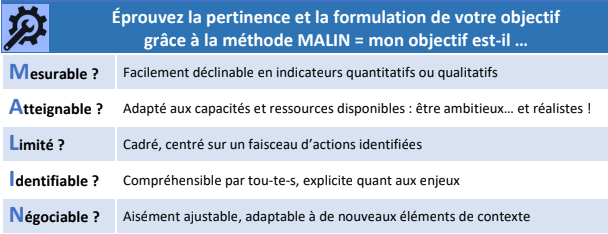 Éprouvez la pertinence et la formulation de votre objectif
grâce à la méthode MALIN = mon objectif est-il …
Mesurable ? Facilement déclinable en indicateurs quantitatifs ou qualitatifs
Atteignable ? Adapté aux capacités et ressources disponibles : être ambitieux… et réalistes !
Limité ? Cadré, centré sur un faisceau d'actions identifiées
Identifiable ? Compréhensible par tou-te-s, explicite quant aux enjeux
Négociable ? Aisément ajustable, adaptable à de nouveaux éléments de contexte